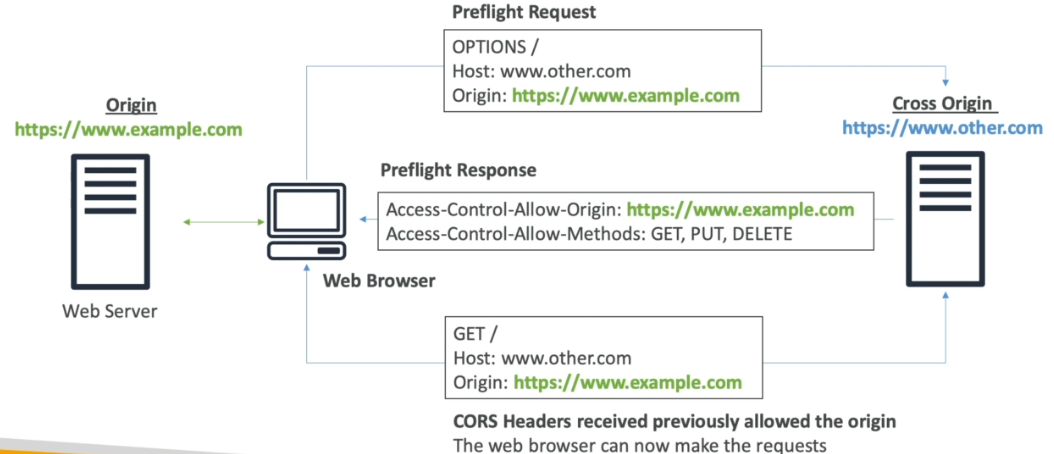 Preflight Request
OPTIONS /
Host: www.other.com
Origin: https://www.example.com
Origin
https://www.example.com
Cross Origin
https://www.other.com
Preflight Response
Access-Control-Allow-Origin: https://www.example.com
Access-Control-Allow-Methods: GET, PUT, DELETE
Web Browser
Web Server
GET /
Host: www.other.com
Origin: https://www.example.com
CORS Headers received previously allowed the origin
The web browser can now make the requests